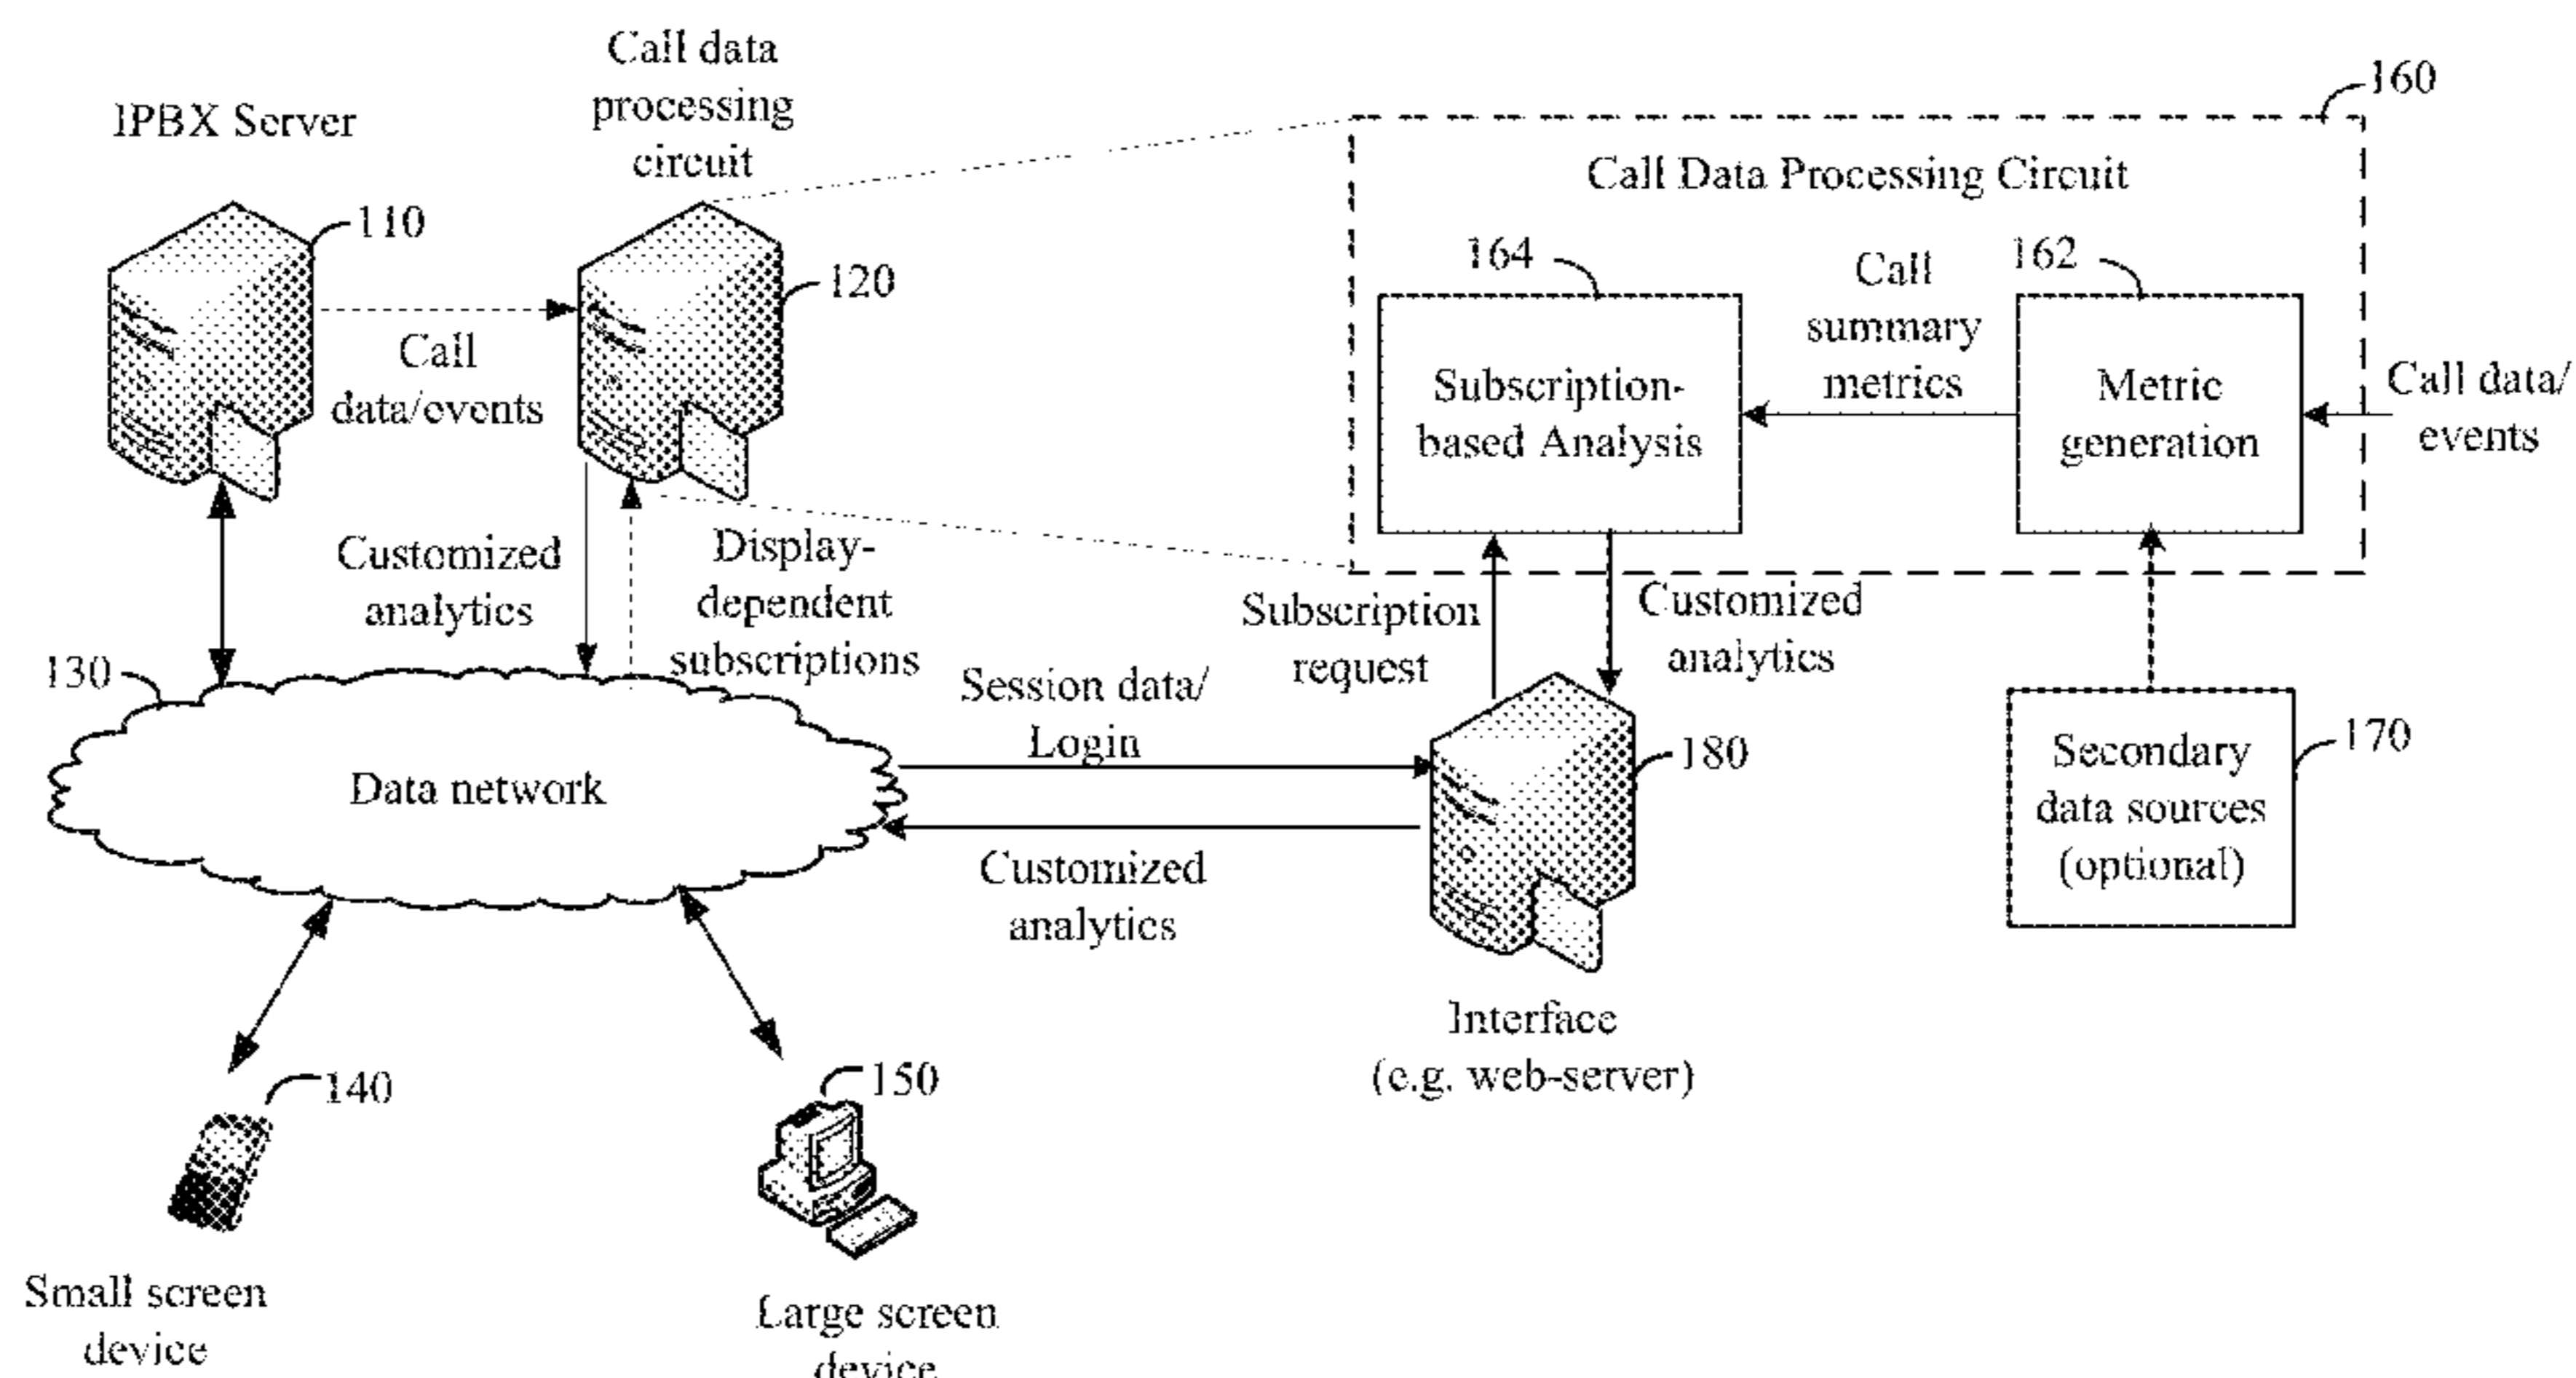 IPBX Server
110
Call data
processing
circuit
120
Call
data/events
Customized
analytics
Display-
dependent
subscriptions
130
Data network
140
Small screen
device
150
Large screen
device
Session data/
Login
Customized
analytics
160
Call Data Processing Circuit
164
Subscription-
based Analysis
Call
summary
metrics
162
Metric
generation
Call data/
events
Subscription
request
Customized
analytics
180
Interface
(e.g. web-server)
Secondary
data sources
(optional)
170